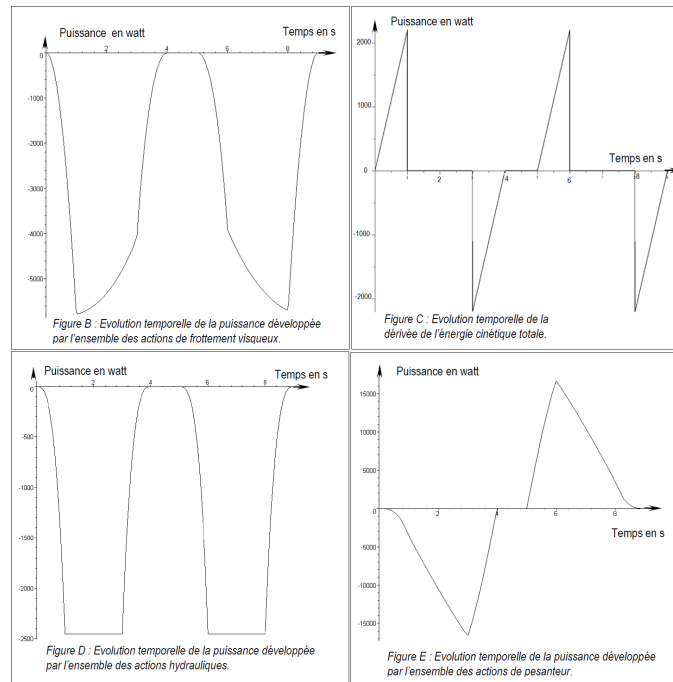 Puissance en watt
Temps en s
0
2
4
6
8
-1000
-2000
-3000
-4000
-5000
Figure B : Evolution temporelle de la puissance développée
par l'ensemble des actions de frottement visqueux.
Puissance en watt
2000
1000
Temps en s
0
1
2
3
4
6
8
-1000
-2000
Figure C : Evolution temporelle de la
dérivée de l'énergie cinétique totale.
Puissance en watt
Temps en s
0
2
4
6
8
-500
-1000
-1500
-2000
-2500
Figure D : Evolution temporelle de la puissance développée
par l'ensemble des actions hydrauliques.
Puissance en watt
15000
10000
5000
0
2
4
6
8
Temps en s
-5000
-10000
-15000
Figure E : Evolution temporelle de la puissance développée
par l'ensemble des actions de pesanteur.